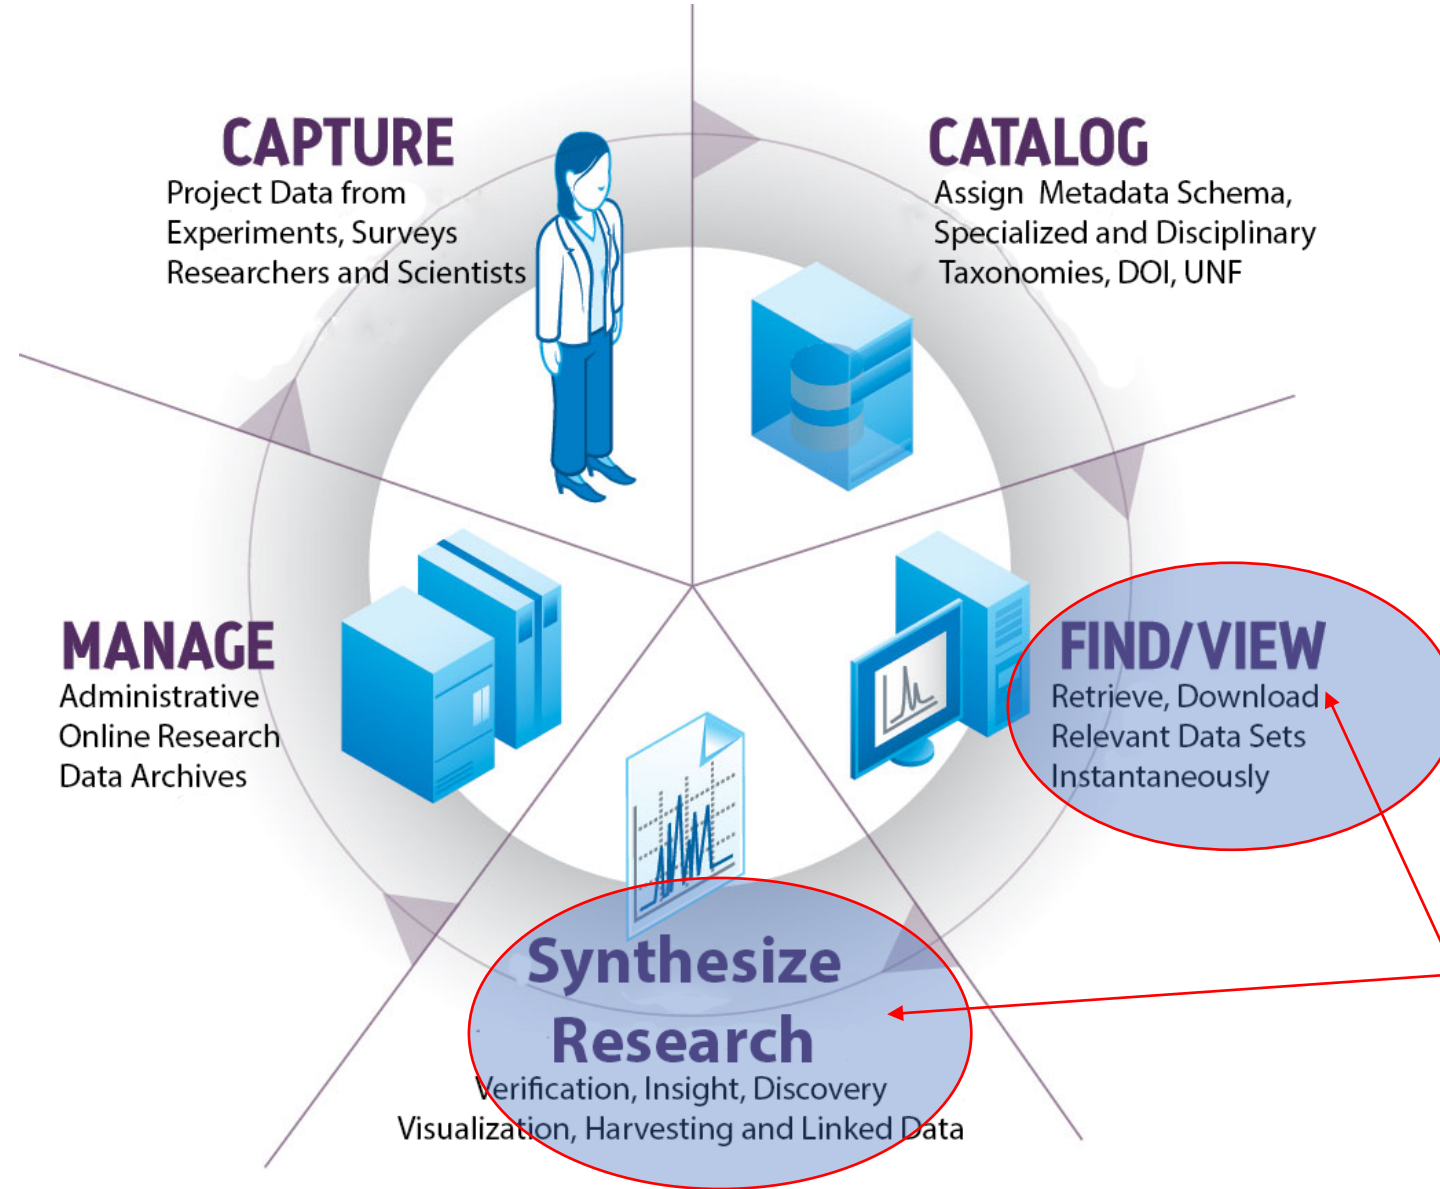 CAPTURE
Project Data from
Experiments, Surveys
Researchers and Scientists
CATALOG
Assign Metadata Schema,
Specialized and Disciplinary
Taxonomies, DOI, UNF
FIND/VIEW
Retrieve, Download
Relevant Data Sets
Instantaneously
Synthesize
Research
Verification, Insight, Discovery
Visualization, Harvesting and Linked Data
MANAGE
Administrative
Online Research
Data Archives